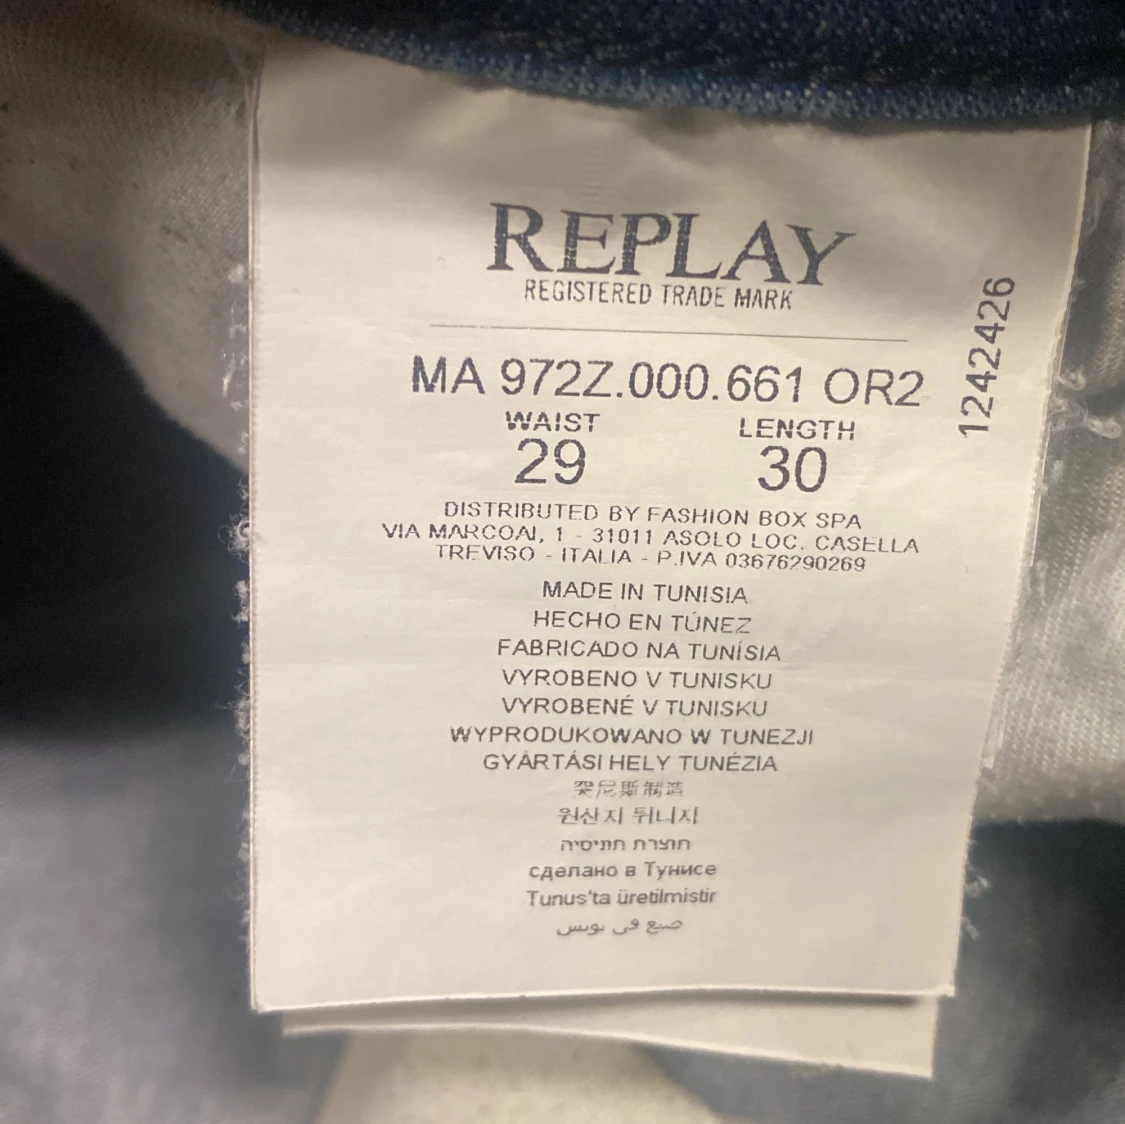 REPLAY
REGISTERED TRADE MARK
MA 972Z.000.661 OR2
1242426
WAIST LENGTH
29 30
DISTRIBUTED BY FASHION BOX SPA
VIA MARCOAI, 1 - 31011 ASOLO LOC. CASELLA
TREVISO - ITALIA - P.IVA 03676290269
MADE IN TUNISIA
HECHO EN TÚNEZ
FABRICADO NA TUNÍSIA
VYROBENO V TUNISKU
VYROBENÉ V TUNISKU
WYPRODUKOWANO W TUNEZJI
GYÁRTÁSI HELY TUNÉZIA
突尼斯制造
원산지 튀니지
תוצרת תוניסיה
сделано в Тунисе
Tunus'ta üretilmistir
صنع في تونس